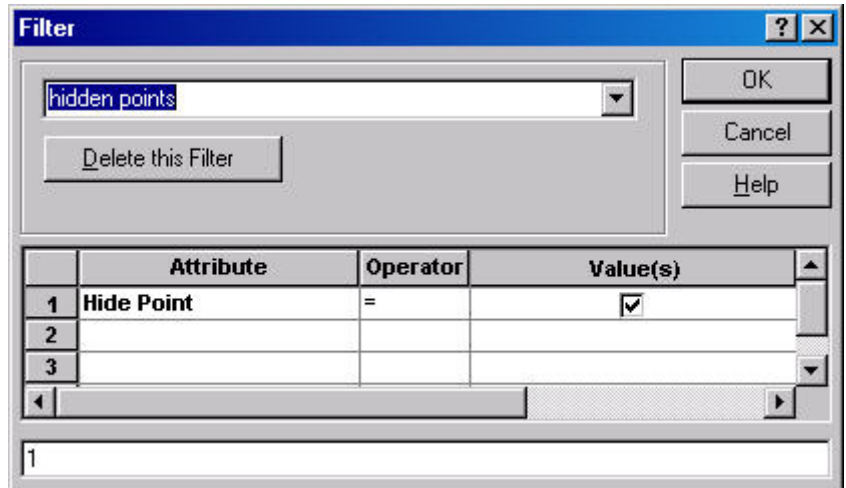 Filter
hidden points
OK
Cancel
Delete this Filter
Help
Attribute Operator Value(s)
1 Hide Point =
2
3
1